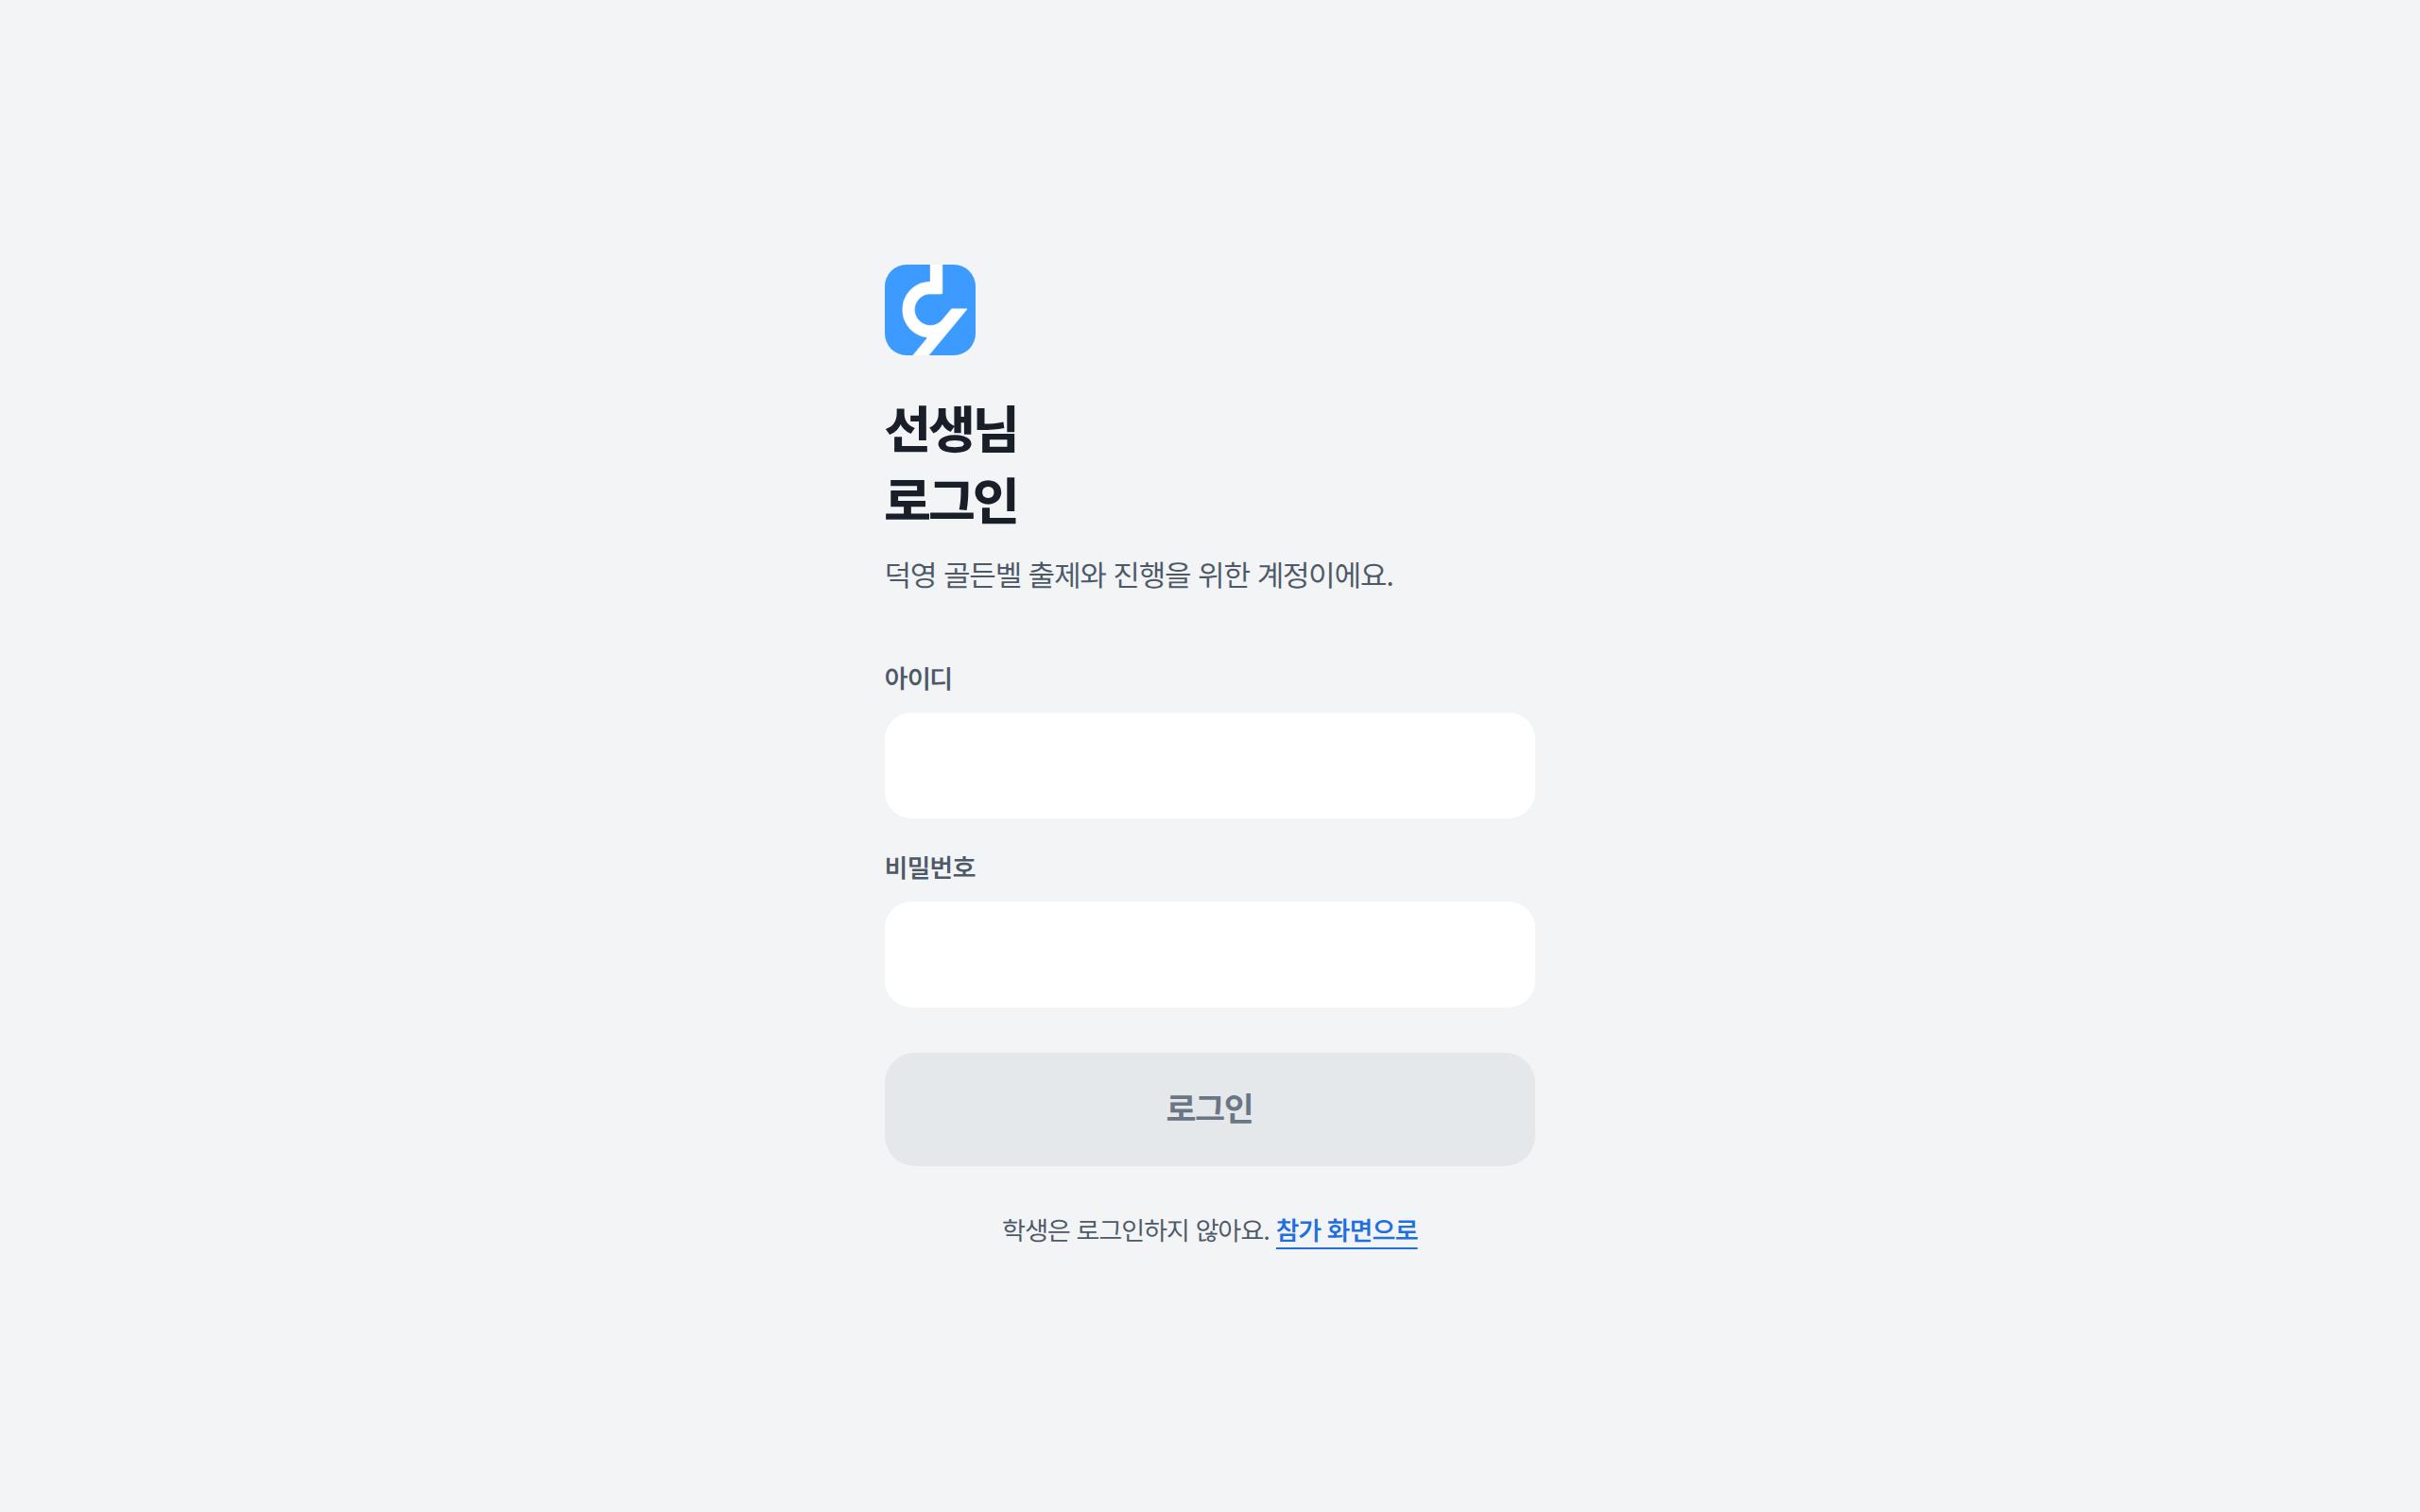 선생님
로그인
덕영 골든벨 출제와 진행을 위한 계정이에요.
아이디
비밀번호
로그인
학생은 로그인하지 않아요. 참가 화면으로